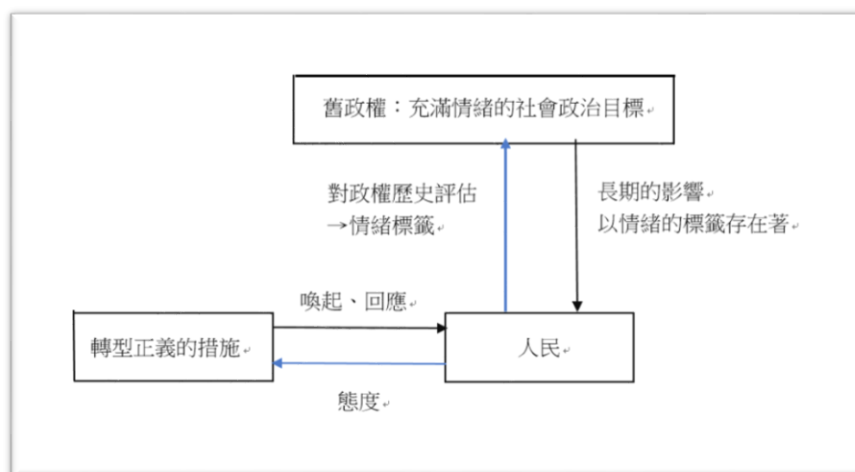 舊政權：充滿情緒的社會政治目標
對政權歷史評估
→情緒標籤
長期的影響
以情緒的標籤存在著
喚起、回應
轉型正義的措施
人民
態度